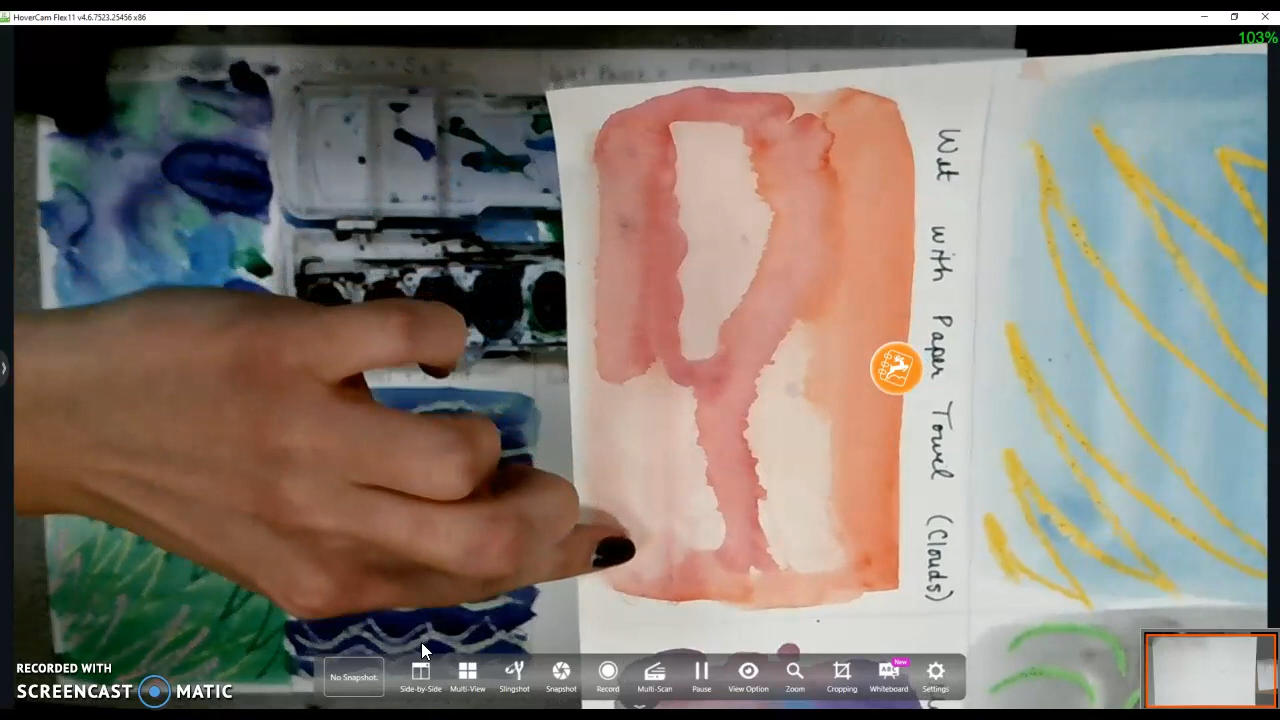 HoverCam Flex11 v4.6.7523.25456 x86
103%
Wet with Paper Towel (Clouds)
No Snapshot.
Side-by-Side
Multi-View
Slingshot
Snapshot
Record
Multi-Scan
Pause
View Option
Zoom
Cropping
New
ABC
Whiteboard
Settings
RECORDED WITH
SCREENCAST MATIC